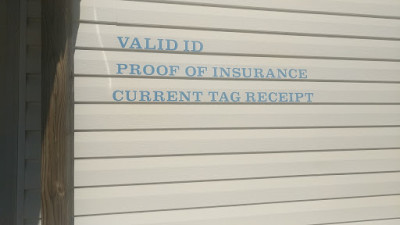 VALID ID
PROOF OF INSURANCE
CURRENT TAG RECEIPT